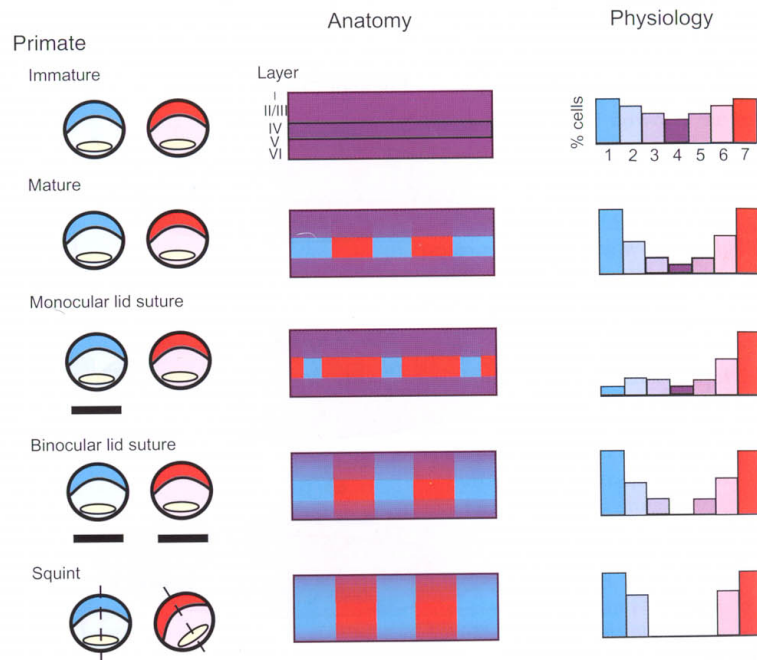 Anatomy
Physiology
Primate
Immature
Layer
I
II/III
IV
V
VI
% cells
1 2 3 4 5 6 7
Mature
Monocular lid suture
Binocular lid suture
Squint